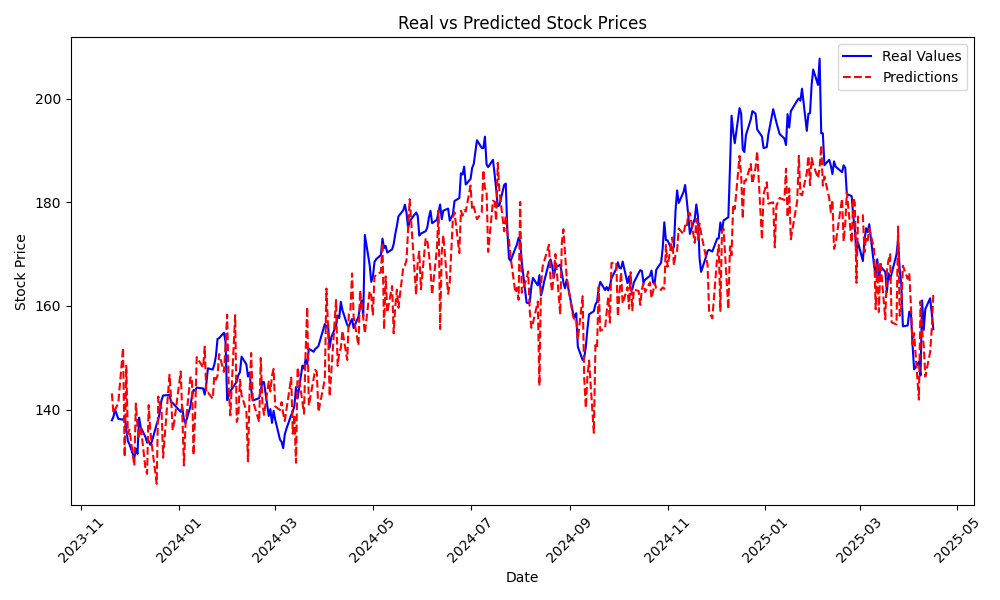 Real vs Predicted Stock Prices
Real Values
Predictions
Stock Price
200
180
160
140
2023-11
2024-01
2024-03
2024-05
2024-07
2024-09
2024-11
2025-01
2025-03
2025-05
Date